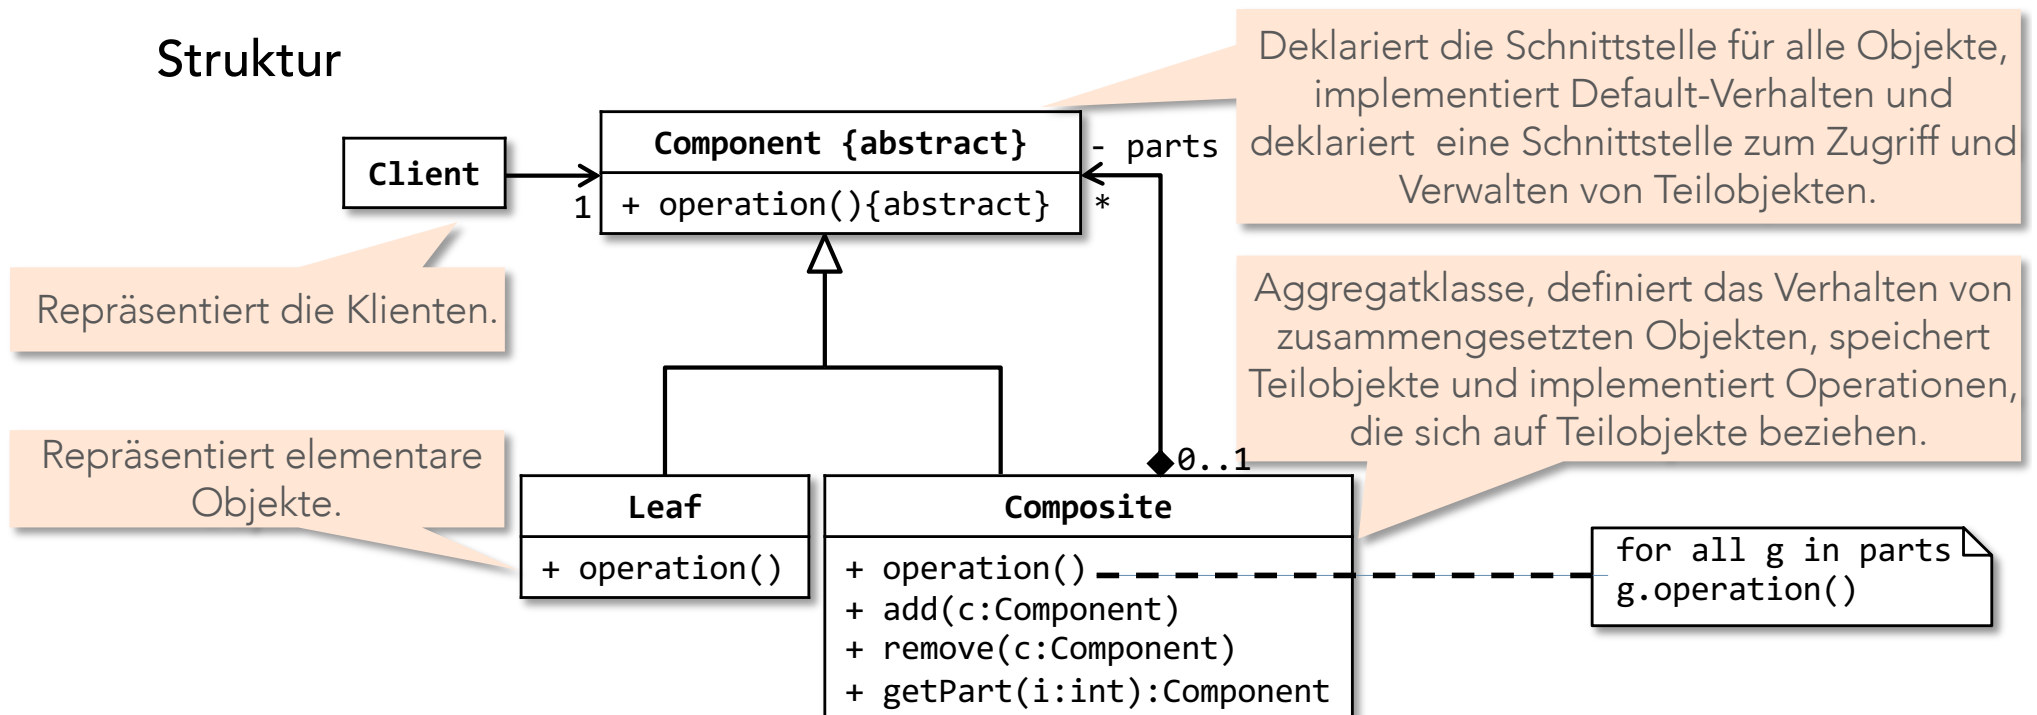 Struktur
Deklariert die Schnittstelle für alle Objekte,
implementiert Default-Verhalten und
deklariert eine Schnittstelle zum Zugriff und
Verwalten von Teilobjekten.
Client
1
Component {abstract}
+ operation(){abstract}
- parts
*
Repräsentiert die Klienten.
Aggregatklasse, definiert das Verhalten von
zusammengesetzten Objekten, speichert
Teilobjekte und implementiert Operationen,
die sich auf Teilobjekte beziehen.
Repräsentiert elementare
Objekte.
0..1
Leaf
+ operation()
Composite
+ operation()
+ add(c:Component)
+ remove(c:Component)
+ getPart(i:int):Component
for all g in parts
g.operation()